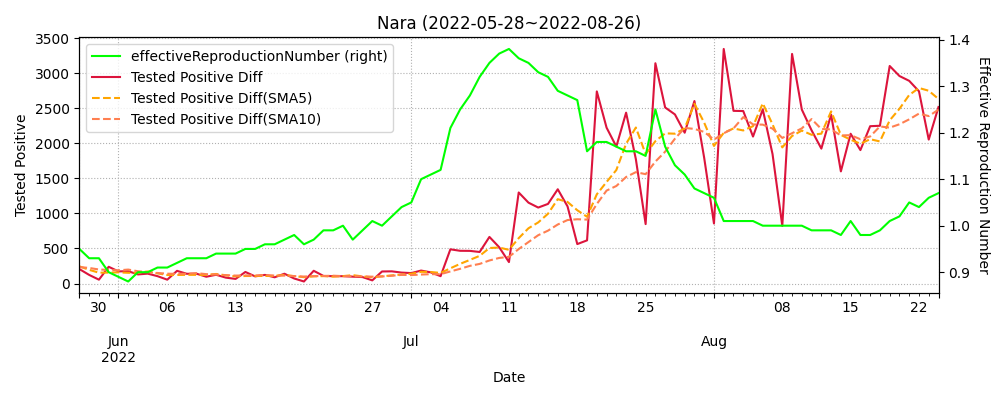 Nara (2022-05-28~2022-08-26)
effectiveReproductionNumber (right)
Tested Positive Diff
Tested Positive Diff(SMA5)
Tested Positive Diff(SMA10)
Tested Positive
3500
3000
2500
2000
1500
1000
500
0
1.4
1.3
1.2
1.1
1.0
0.9
Effective Reproduction Number
30 06 13 20 27 04 11 18 25 08 15 22
Jun Jul Aug
2022
Date